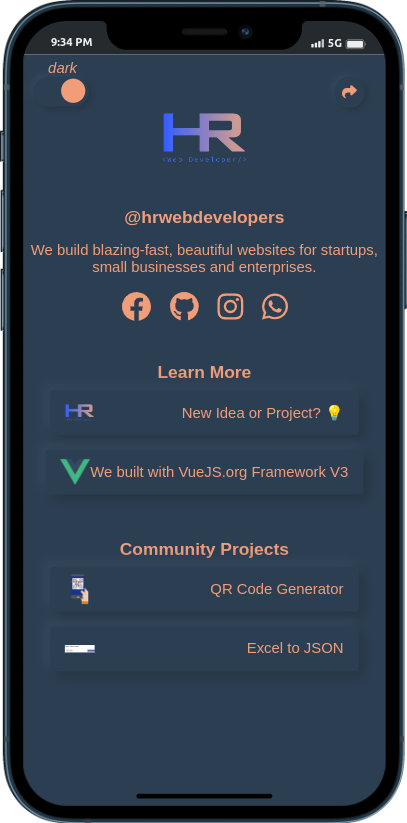 9:34 PM 5G
dark
HR
<Web Develoer/>
@hrwebdevelopers
We build blazing-fast, beautiful websites for startups,
small businesses and enterprises.
Learn More
HR New Idea or Project? 💡
We built with VueJS.org Framework V3
Community Projects
QR Code Generator
Excel to JSON